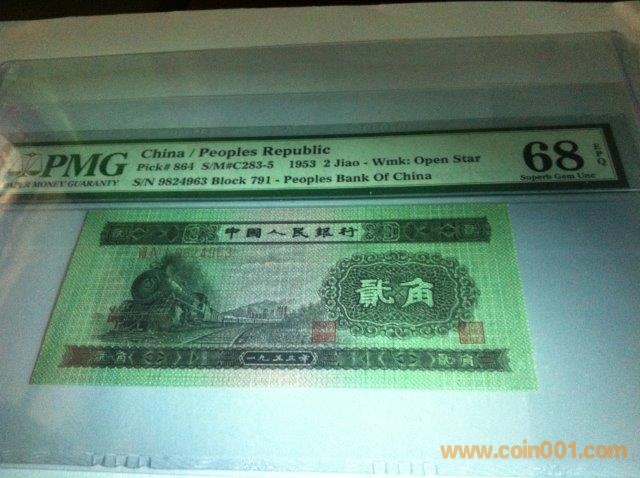 PMG
PAPER MONEY GUARANTY
China / Peoples Republic
Pick# 864 S/M#C283-5 1953 2 Jiao - Wmk: Open Star
S/N 9824963 Block 791 - Peoples Bank Of China
68 EPQ
Superb Gem Unc
中國人民銀行
貳角
貳角
一九五三年
貳角
www.coin001.com